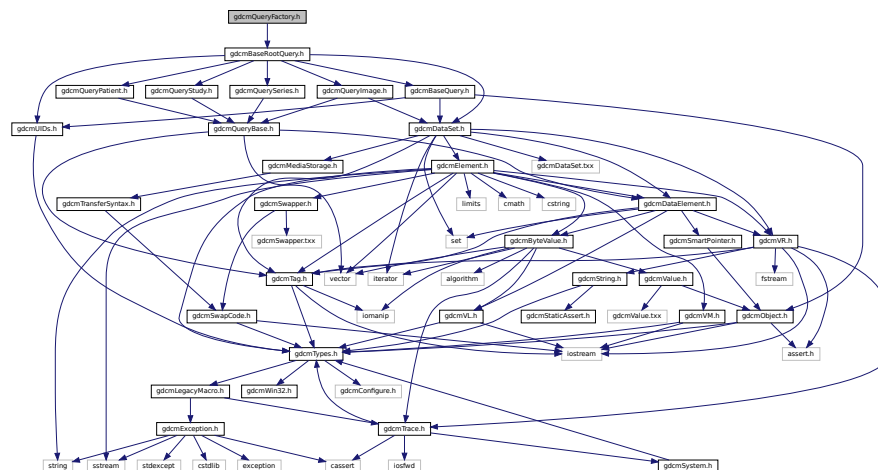 gdcmQueryFactory.h
gdcmBaseRootQuery.h
gdcmQueryPatient.h gdcmQueryStudy.h gdcmQuerySeries.h gdcmQueryImage.h gdcmBaseQuery.h
gdcmUIDs.h gdcmQueryBase.h gdcmDataSet.h
gdcmMediaStorage.h gdcmElement.h gdcmDataSet.txx
gdcmTransferSyntax.h gdcmSwapper.h limits cmath cstring gdcmDataElement.h
gdcmSwapper.txx set gdcmByteValue.h gdcmSmartPointer.h gdcmVR.h
gdcmTag.h vector iterator algorithm gdcmString.h gdcmValue.h fstream
gdcmSwapCode.h iomanip gdcmVL.h gdcmStaticAssert.h gdcmValue.txx gdcmVM.h gdcmObject.h
gdcmTypes.h iostream assert.h
gdcmLegacyMacro.h gdcmWin32.h gdcmConfigure.h
gdcmException.h gdcmTrace.h
string sstream stdexcept cstdlib exception cassert iosfwd gdcmSystem.h